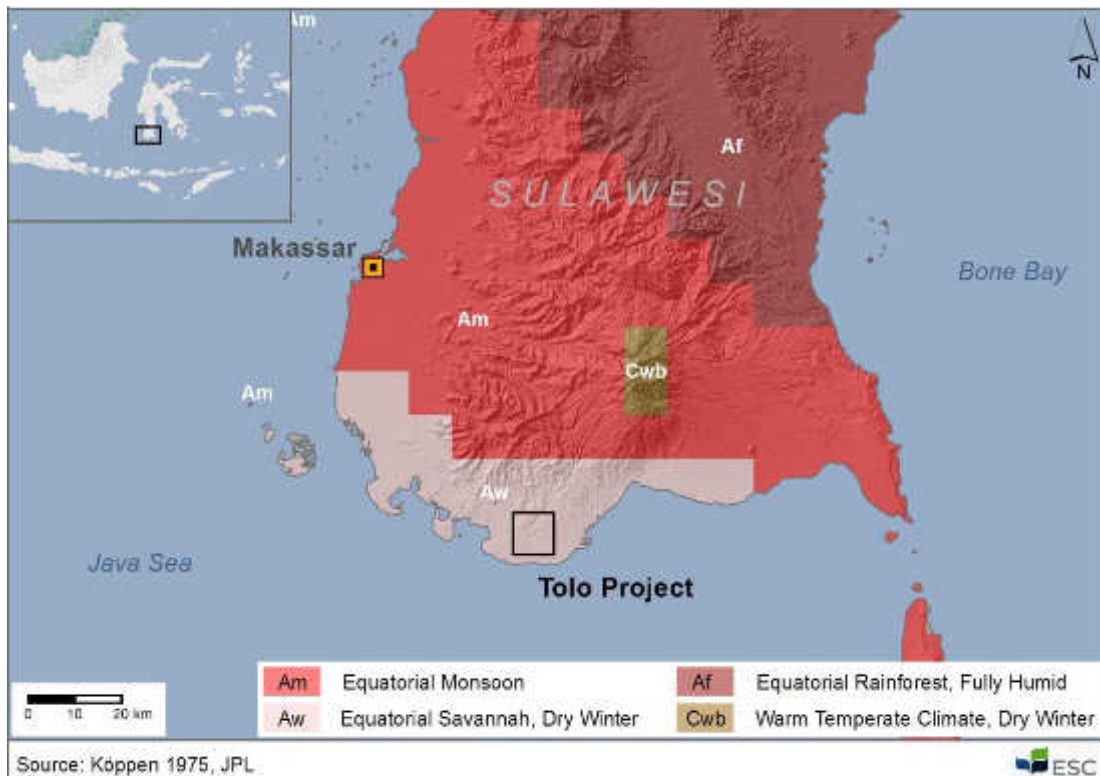 Am
N
Af
SULAWESI
Makassar
Bone Bay
Am
Cwb
Am
Aw
Java Sea
Tolo Project
Am Equatorial Monsoon
Af Equatorial Rainforest, Fully Humid
Aw Equatorial Savannah, Dry Winter
Cwb Warm Temperate Climate, Dry Winter
0 10 20 km
Source: Köppen 1975, JPL
ESC